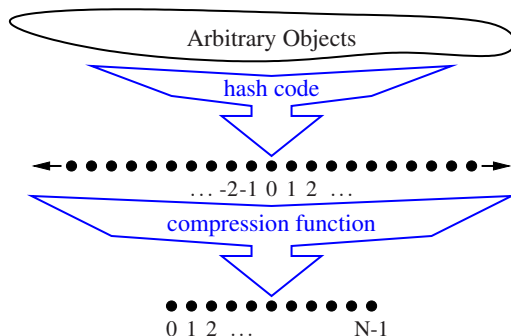 Arbitrary Objects
hash code
... -2-1 0 1 2 ...
compression function
0 1 2 ... N-1